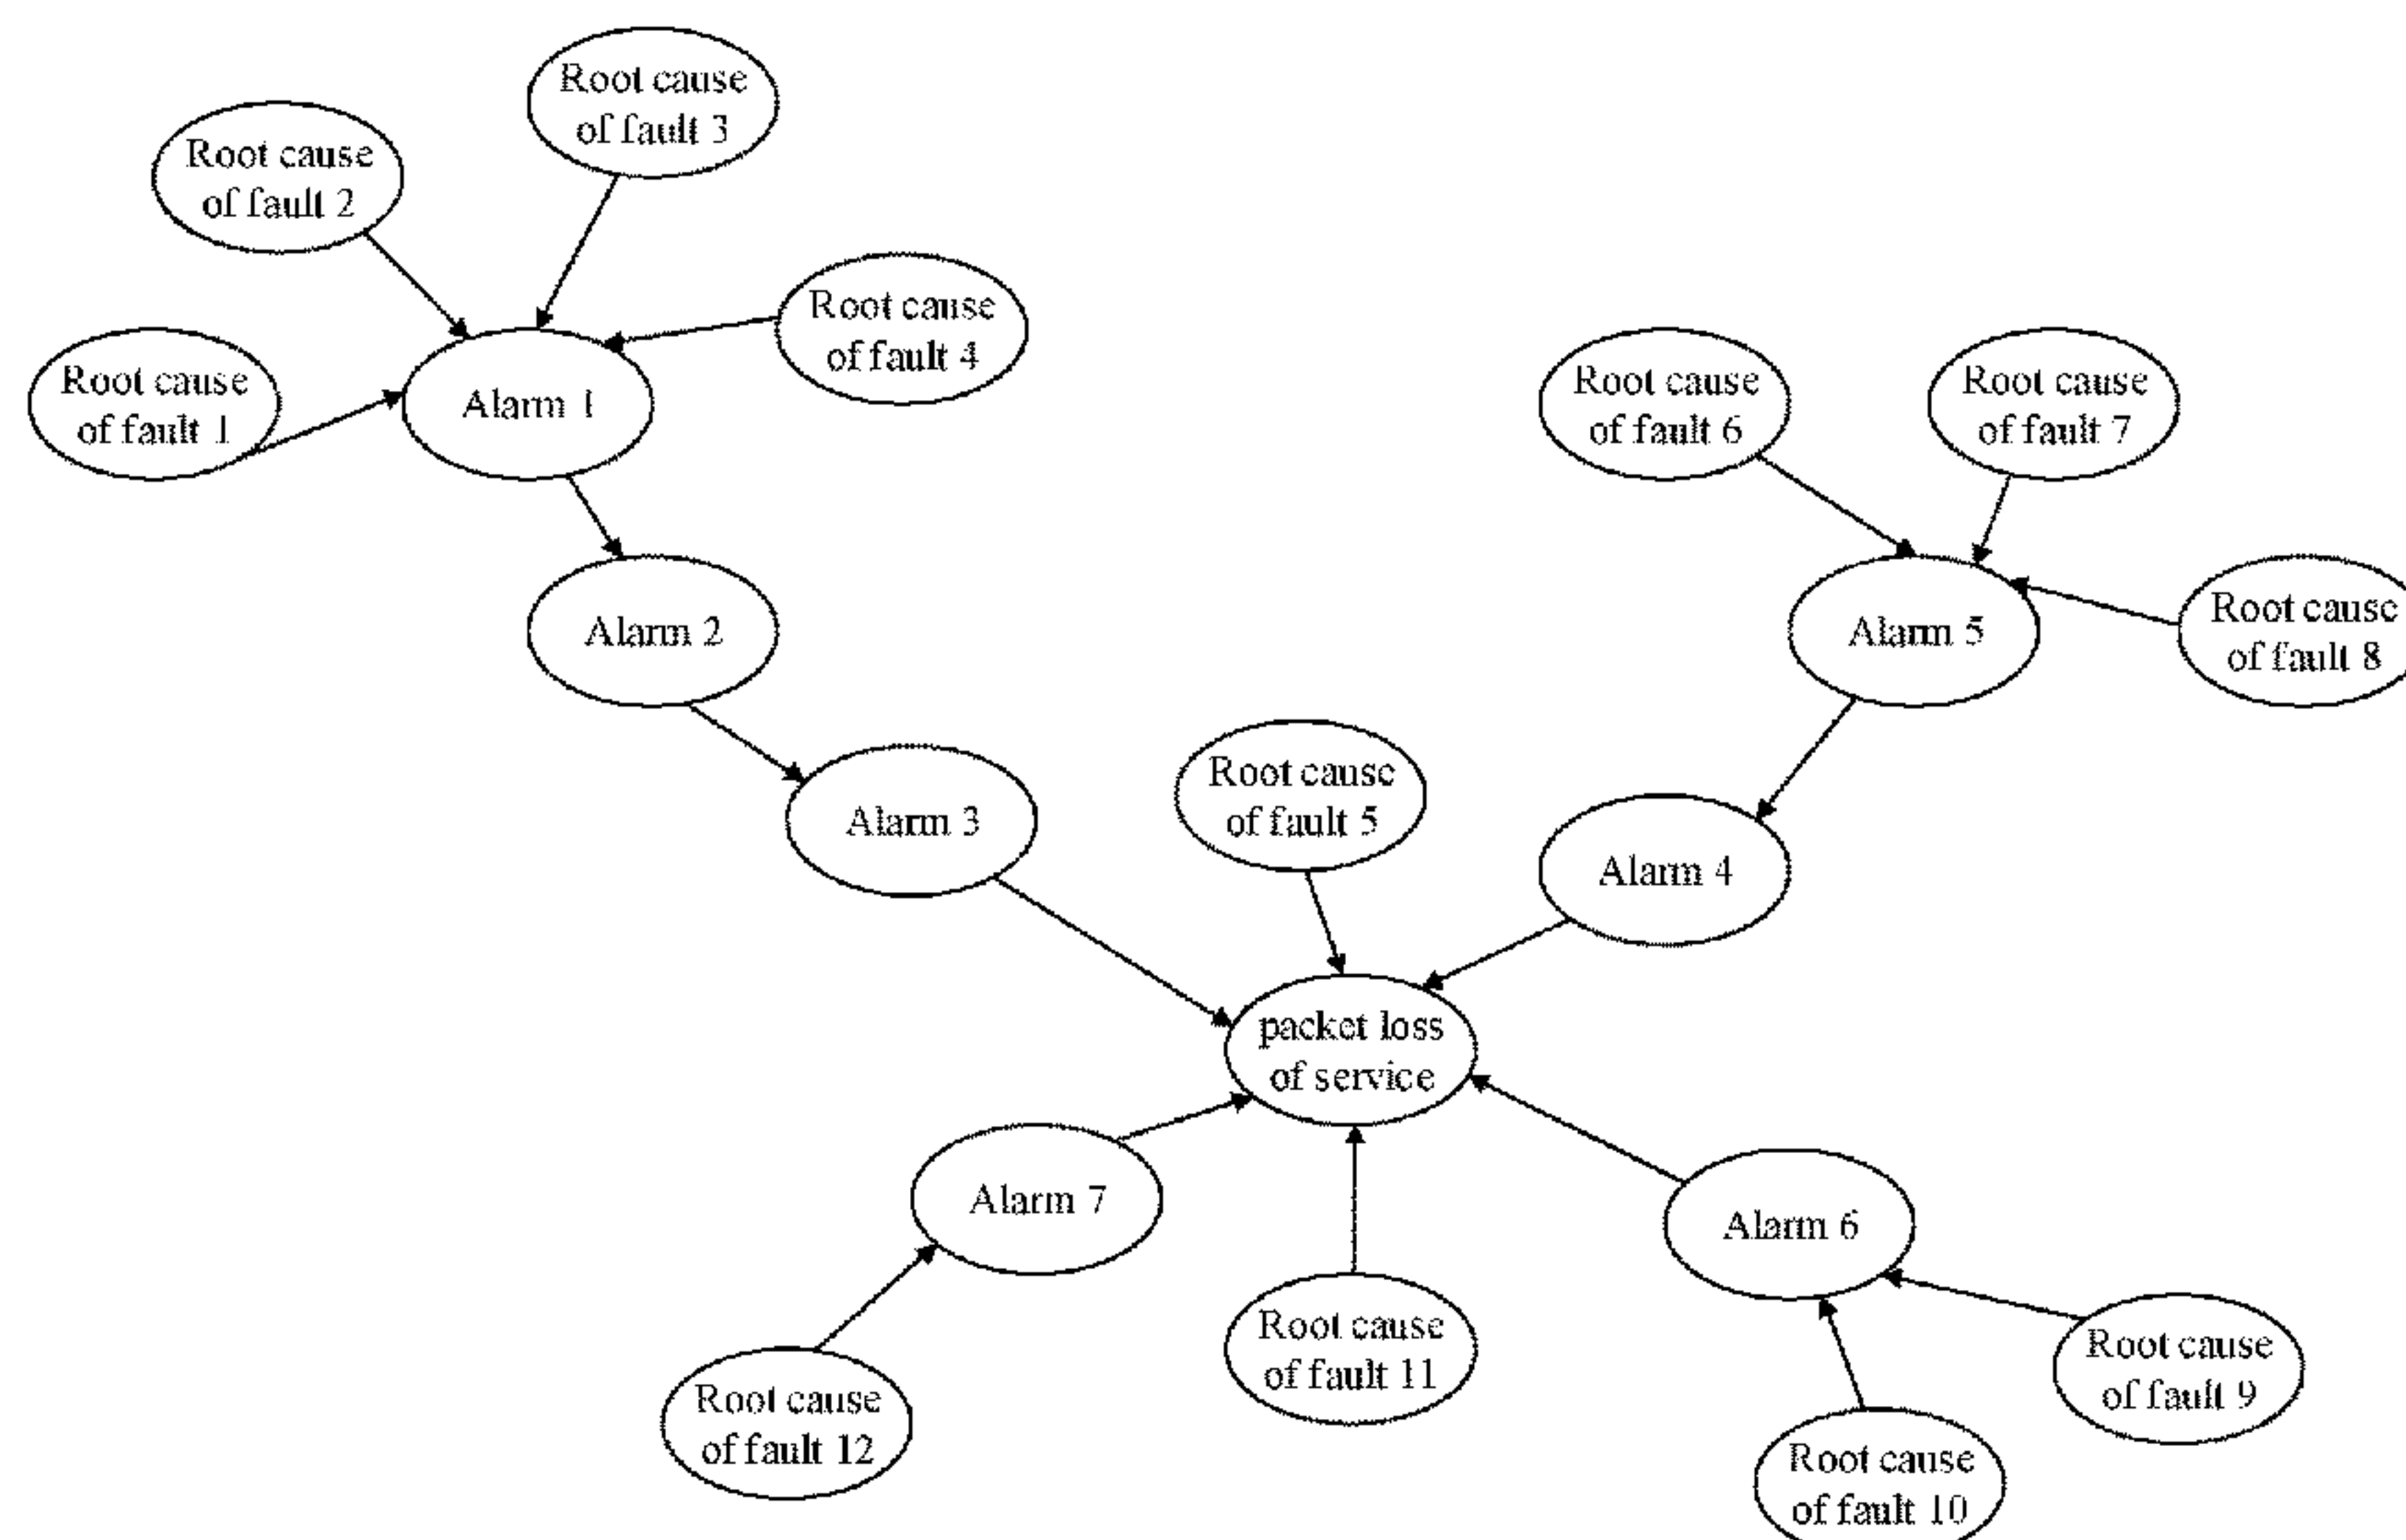 Root cause
of fault 3
Root cause
of fault 2
Root cause
of fault 4
Root cause
of fault 1
Alarm 1
Root cause
of fault 6
Root cause
of fault 7
Alarm 2
Alarm 5
Root cause
of fault 8
Alarm 3
Root cause
of fault 5
Alarm 4
packet loss
of service
Alarm 7
Alarm 6
Root cause
of fault 11
Root cause
of fault 9
Root cause
of fault 12
Root cause
of fault 10